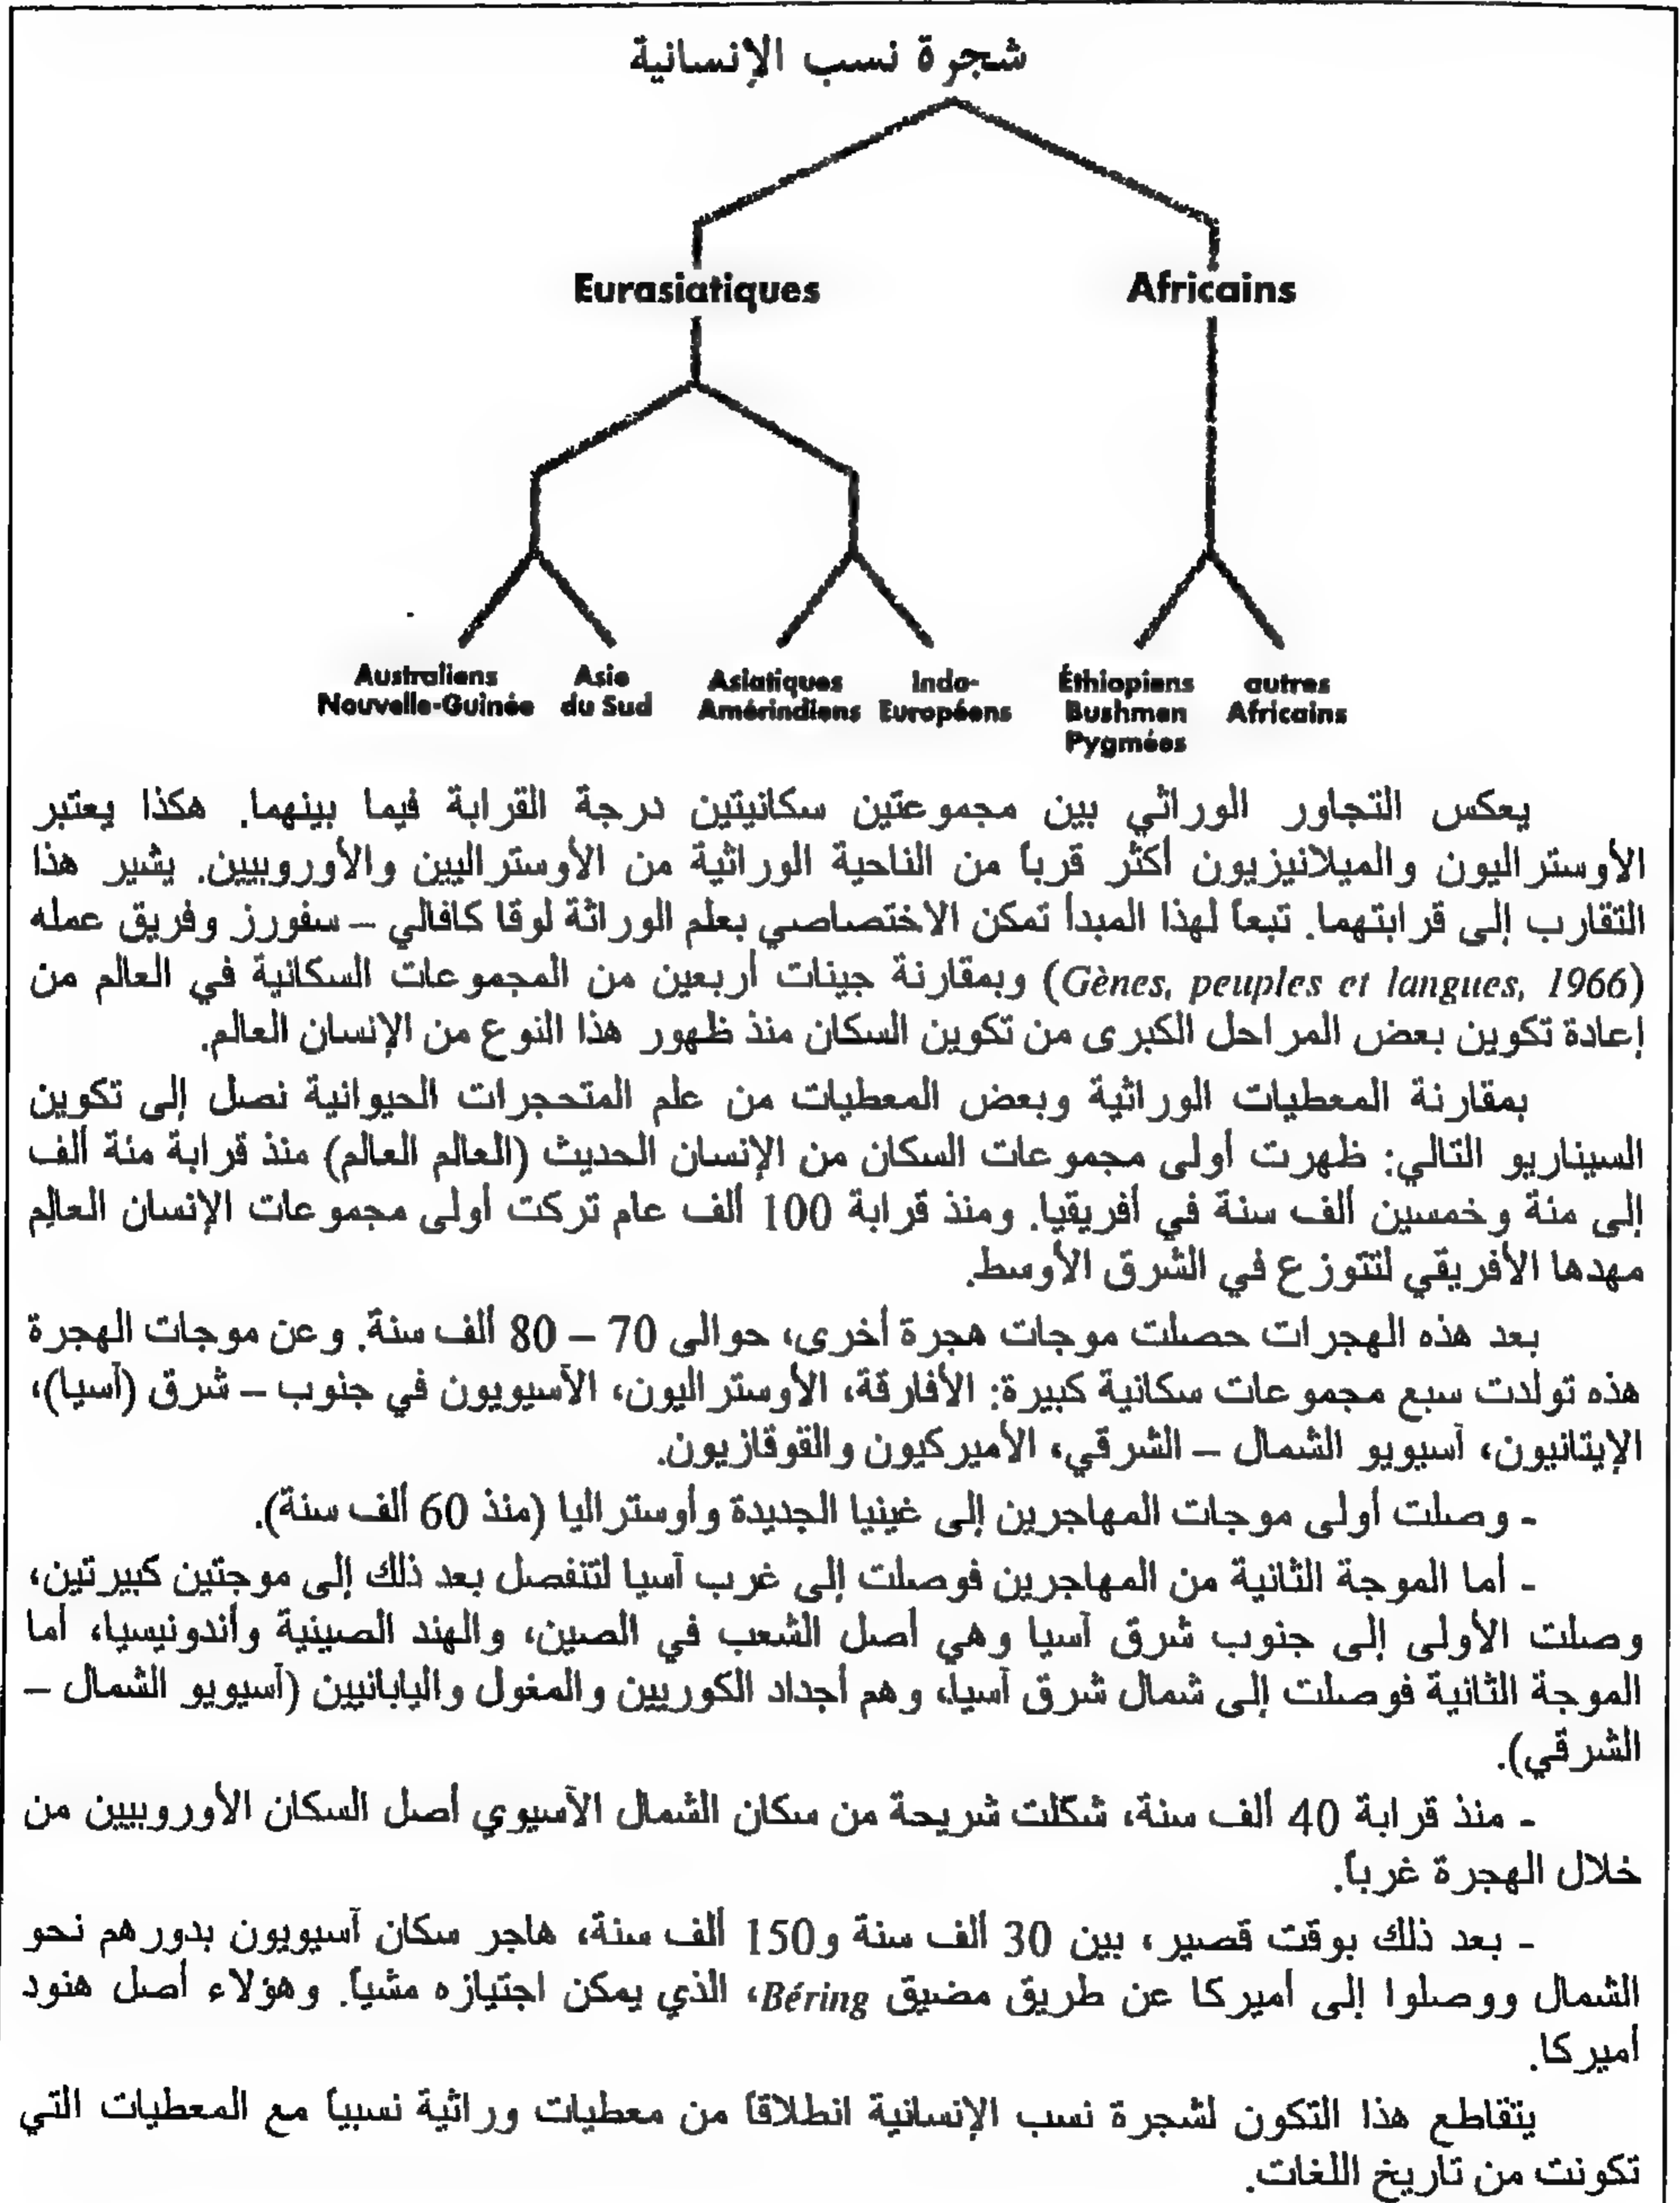 شجرة نسب الإنسانية
Eurasiatiques Africains
Australiens Nouvelle-Guinée
Asie du Sud
Asiatiques Amérindiens
Indo-Européens
Éthiopiens Bushmen Pygmées
autres Africains
يعكس التجاور الوراثي بين مجموعتين سكانيتين درجة القرابة فيما بينهما. هكذا يعتبر
الأوستراليون والميلانيزيون أكثر قرباً من الناحية الوراثية من الأوستراليين والأوروبيين. يشير هذا
التقارب إلى قرابتهما. تبعاً لهذا المبدأ تمكن الاختصاصي بعلم الوراثة لوقا كافالي – سفورز وفريق عمله
(Gènes, peuples et langues, 1966) وبمقارنة جينات أربعين من المجموعات السكانية في العالم من
إعادة تكوين بعض المراحل الكبرى من تكوين السكان منذ ظهور هذا النوع من الإنسان العالم.
بمقارنة المعطيات الوراثية وبعض المعطيات من علم المتحجرات الحيوانية نصل إلى تكوين
السيناريو التالي: ظهرت أولى مجموعات السكان من الإنسان الحديث (العالم العالم) منذ قرابة مئة ألف
إلى مئة وخمسين ألف سنة في أفريقيا. ومنذ قرابة 100 ألف عام تركت أولى مجموعات الإنسان العالِم
مهدها الأفريقي لتتوزع في الشرق الأوسط.
بعد هذه الهجرات حصلت موجات هجرة أخرى، حوالى 70 – 80 ألف سنة. وعن موجات الهجرة
هذه تولدت سبع مجموعات سكانية كبيرة: الأفارقة، الأوستراليون، الآسيويون في جنوب – شرق (آسيا)،
الإيتانيون، آسيويو الشمال – الشرقي، الأميركيون والقوقازيون.
- وصلت أولى موجات المهاجرين إلى غينيا الجديدة وأوستراليا (منذ 60 ألف سنة).
- أما الموجة الثانية من المهاجرين فوصلت إلى غرب آسيا لتنفصل بعد ذلك إلى موجتين كبيرتين،
وصلت الأولى إلى جنوب شرق آسيا وهي أصل الشعب في الصين، والهند الصينية وأندونيسيا، أما
الموجة الثانية فوصلت إلى شمال شرق آسيا، وهم أجداد الكوريين والمغول واليابانيين (آسيويو الشمال –
الشرقي).
- منذ قرابة 40 ألف سنة، شكلت شريحة من سكان الشمال الآسيوي أصل السكان الأوروبيين من
خلال الهجرة غرباً.
- بعد ذلك بوقت قصير، بين 30 ألف سنة و150 ألف سنة، هاجر سكان آسيويون بدورهم نحو
الشمال ووصلوا إلى أميركا عن طريق مضيق Béring، الذي يمكن اجتيازه مشياً. وهؤلاء أصل هنود
أميركا.
يتقاطع هذا التكون لشجرة نسب الإنسانية انطلاقاً من معطيات وراثية نسبياً مع المعطيات التي
تكونت من تاريخ اللغات.